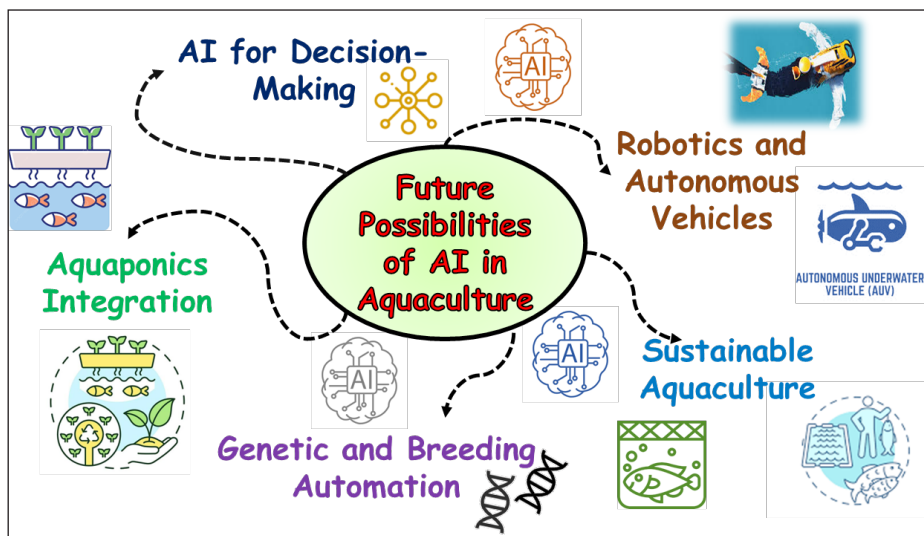 AI for Decision-
Making
AI
Robotics and
Autonomous
Vehicles
AUTONOMOUS UNDERWATER
VEHICLE (AUV)
Future
Possibilities
of AI in
Aquaculture
Aquaponics
Integration
AI
AI
Sustainable
Aquaculture
Genetic and Breeding
Automation